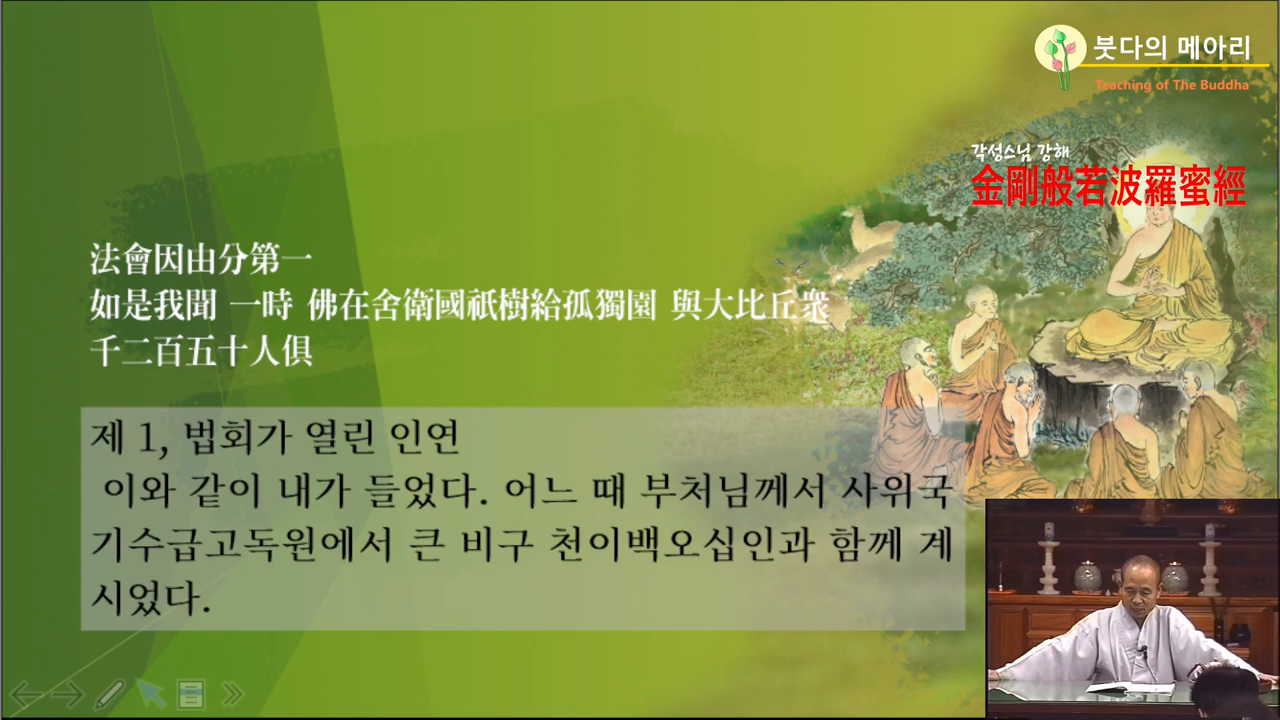 붓다의 메아리
Teaching of The Buddha
각성스님 강해
金剛般若波羅蜜經
法會因由分第一
如是我聞 一時 佛在舍衛國祇樹給孤獨園 與大比丘衆
千二百五十人俱
제 1, 법회가 열린 인연
이와 같이 내가 들었다. 어느 때 부처님께서 사위국
기수급고독원에서 큰 비구 천이백오십인과 함께 계
시었다.